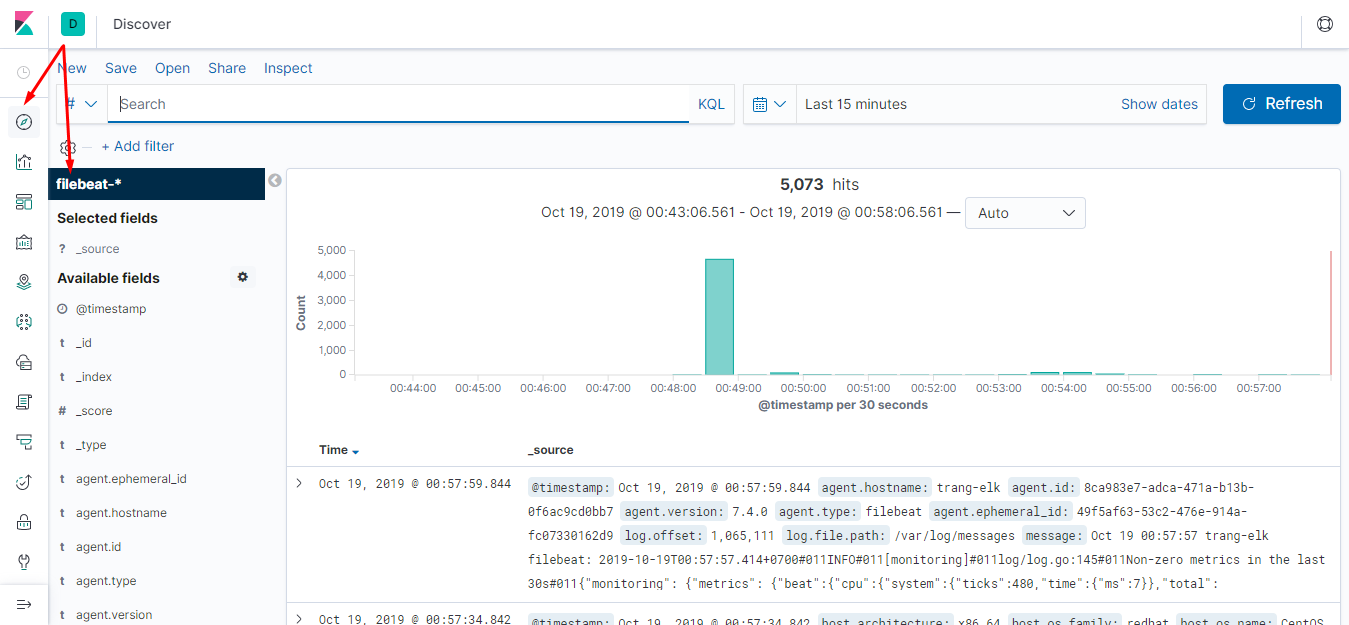 D Discover
New Save Open Share Inspect
# Search KQL Last 15 minutes Show dates Refresh
+ Add filter
filebeat-*
Selected fields
? _source
Available fields
@timestamp
t _id
t _index
# _score
t _type
t agent.ephemeral_id
t agent.hostname
t agent.id
t agent.type
t agent.version
5,073 hits
Oct 19, 2019 @ 00:43:06.561 - Oct 19, 2019 @ 00:58:06.561 — Auto
Count
5,000
4,000
3,000
2,000
1,000
0
00:44:00 00:45:00 00:46:00 00:47:00 00:48:00 00:49:00 00:50:00 00:51:00 00:52:00 00:53:00 00:54:00 00:55:00 00:56:00 00:57:00
@timestamp per 30 seconds
Time _source
Oct 19, 2019 @ 00:57:59.844 @timestamp: Oct 19, 2019 @ 00:57:59.844 agent.hostname: trang-elk agent.id: 8ca983e7-adca-471a-b13b-
0f6ac9cd0bb7 agent.version: 7.4.0 agent.type: filebeat agent.ephemeral_id: 49f5af63-53c2-476e-914a-
fc07330162d9 log.offset: 1,065,111 log.file.path: /var/log/messages message: Oct 19 00:57:57 trang-elk
filebeat: 2019-10-19T00:57:57.414+0700#011INFO#011[monitoring]#011log/log.go:145#011Non-zero metrics in the last
30s#011{"monitoring": {"metrics": {"beat":{"cpu":{"system":{"ticks":480,"time":{"ms":7}},"total":
Oct 19, 2019 @ 00:57:34.842 @timestamp: Oct 19, 2019 @ 00:57:34.842 host.architecture: x86_64 host.os.family: redhat host.os.name: CentOS